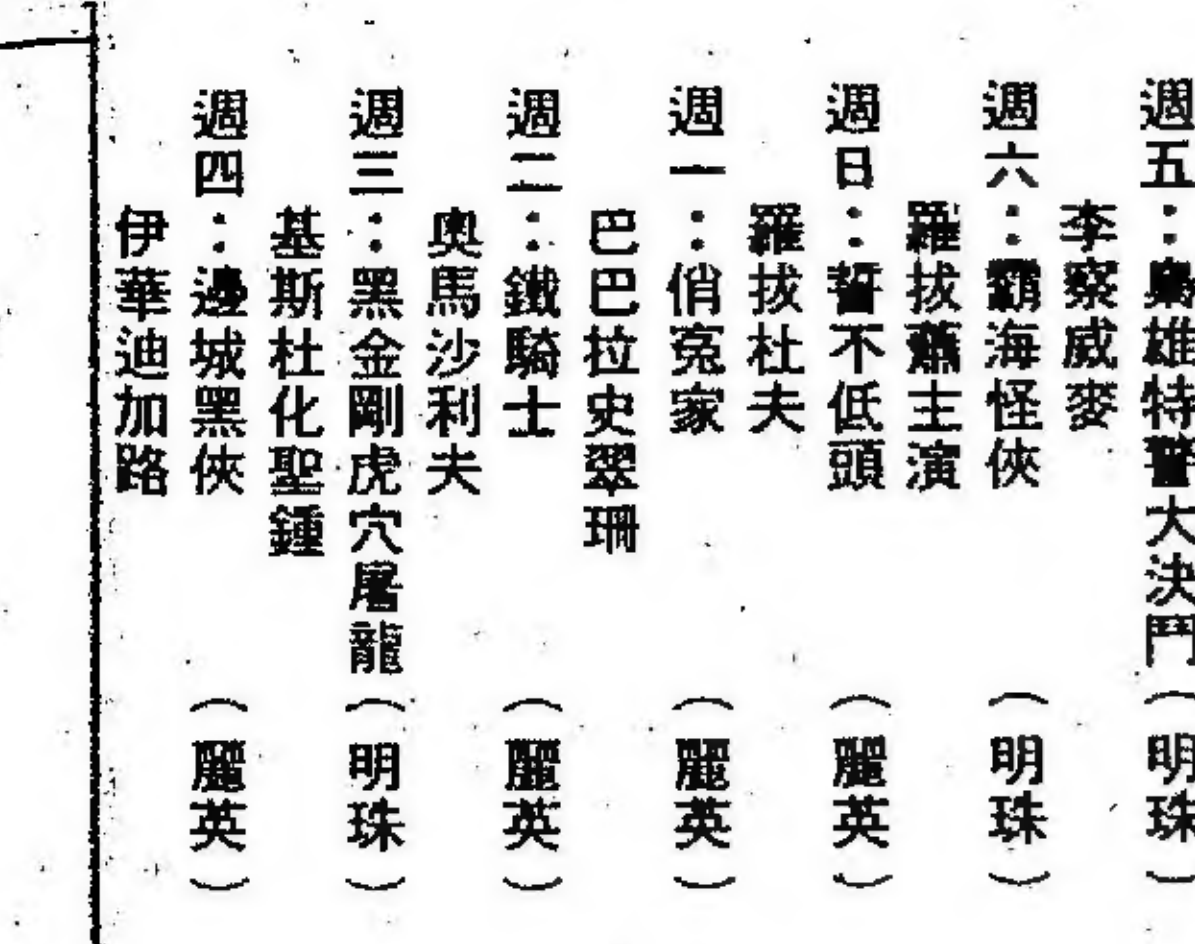 週五：梟雄特警大決鬥（明珠）
李察威麥
週六：霸海怪俠（明珠）
羅拔蕭主演
週日：誓不低頭（麗英）
羅拔杜夫
週一：俏冤家（麗英）
巴巴拉史翠珊
週二：鐵騎士（麗英）
奧馬沙利夫
週三：黑金剛虎穴屠龍（明珠）
基斯杜化聖鍾
週四：邊城黑俠（麗英）
伊華迪加路